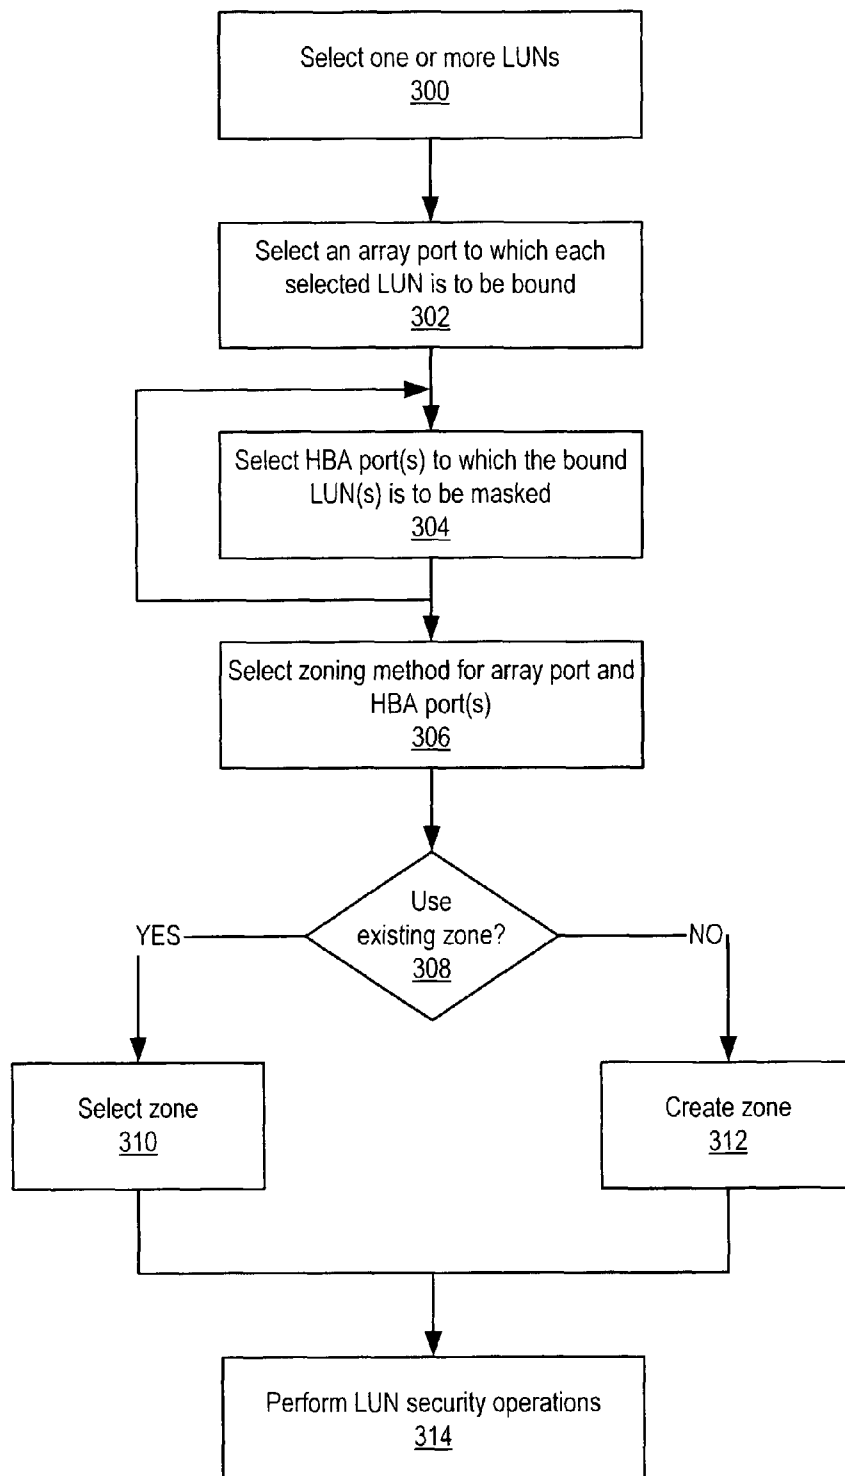 Select one or more LUNs
300
Select an array port to which each
selected LUN is to be bound
302
Select HBA port(s) to which the bound
LUN(s) is to be masked
304
Select zoning method for array port and
HBA port(s)
306
Use
existing zone?
308
YES
NO
Select zone
310
Create zone
312
Perform LUN security operations
314